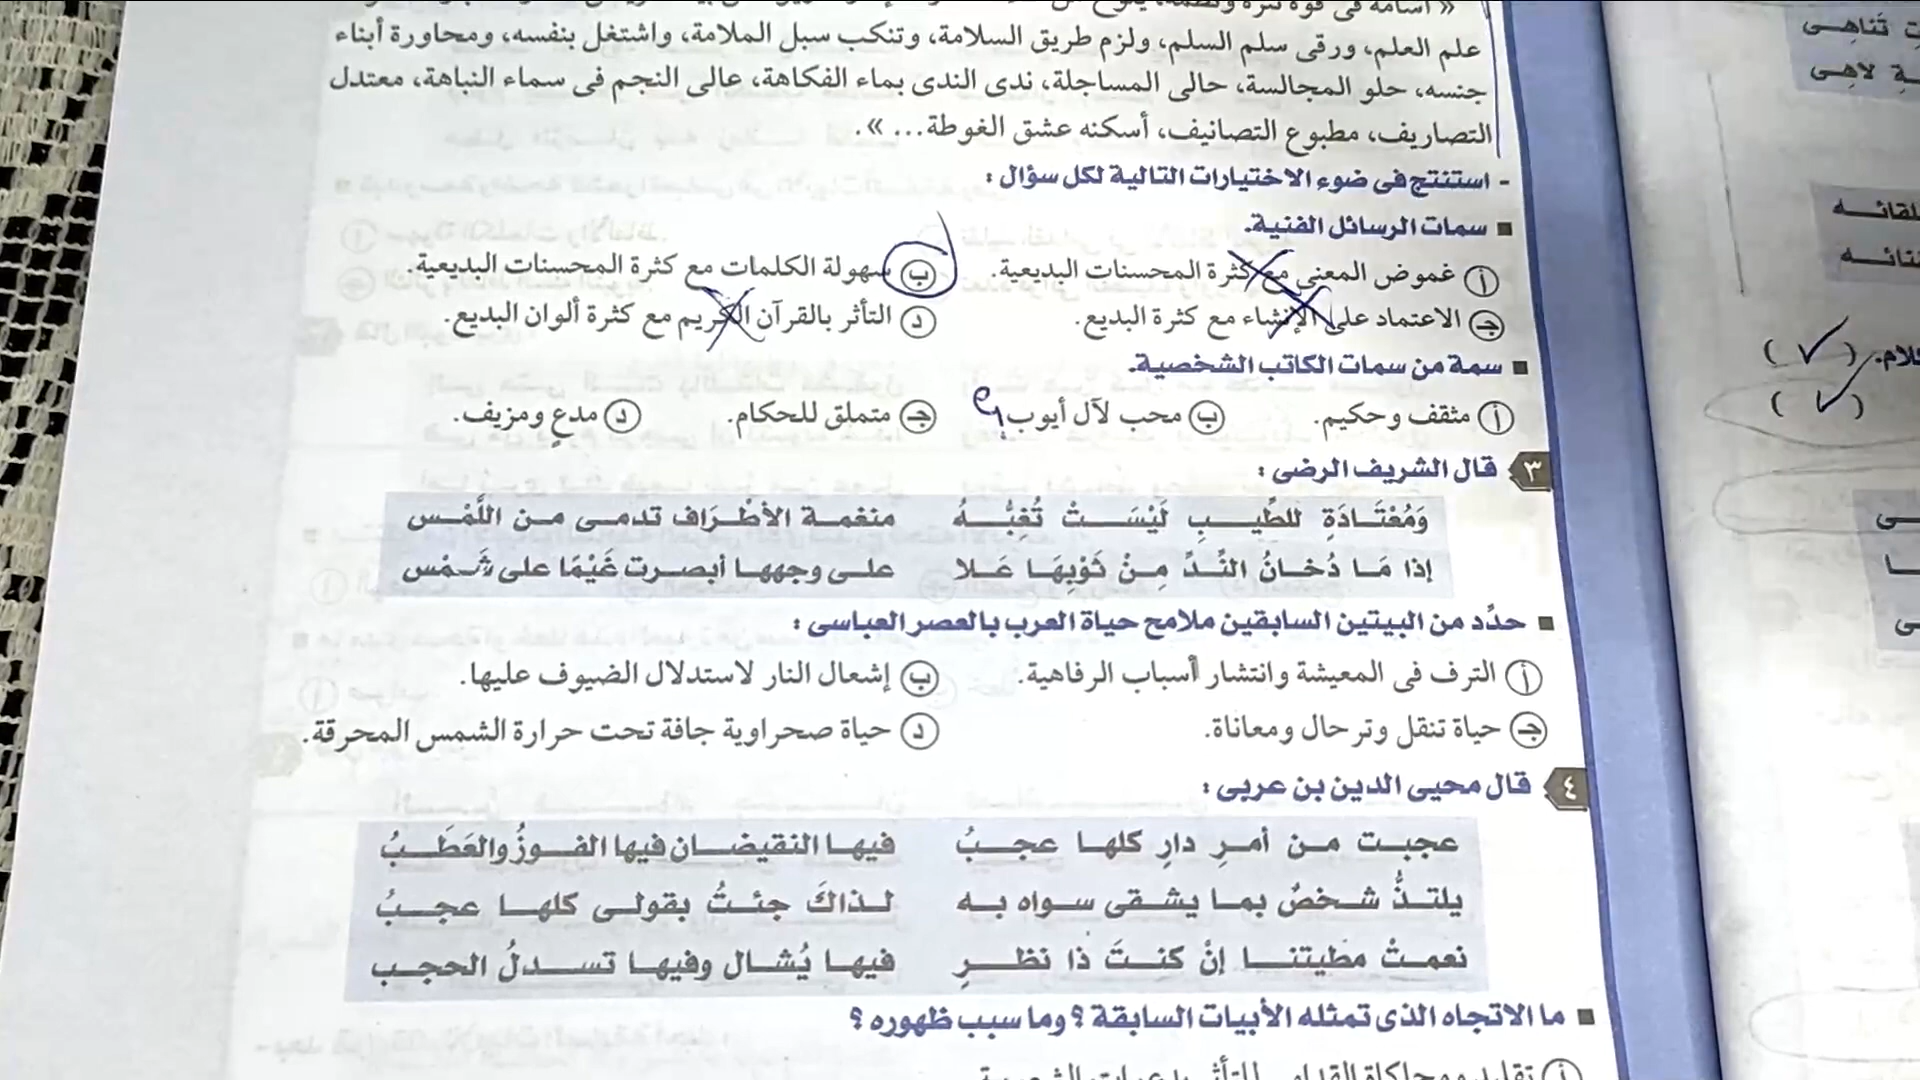 علم العلم، ورقى سلم السلم، ولزم طريق السلامة، وتنكب سبل الملامة، واشتغل بنفسه، ومحاورة أبناء
جنسه، حلو المجالسة، حالى المساجلة، ندى الندى بماء الفكاهة، عالى النجم فى سماء النباهة، معتدل
التصاريف، مطبوع التصانيف، أسكنه عشق الغوطة... ».
- استنتج فى ضوء الاختيارات التالية لكل سؤال :
■ سمات الرسائل الفنية.
أ غموض المعنى مع كثرة المحسنات البديعية. ب سهولة الكلمات مع كثرة المحسنات البديعية.
جـ الاعتماد على الإنشاء مع كثرة البديع. د التأثر بالقرآن الكريم مع كثرة ألوان البديع.
■ سمة من سمات الكاتب الشخصية.
أ مثقف وحكيم. ب محب لآل أيوب. جـ متملق للحكام. د مدعٍ ومزيف.
٣ قال الشريف الرضى :
وَمُعْتَادَةٍ للطِّيبِ لَيْسَتْ تُغِبُّهُ منغمة الأطْرَاف تدمى من اللَّمْس
إذا مَا دُخَانُ النَّدِّ مِنْ ثَوْبِهَا عَلا على وجهها أبصرت غَيْمًا على شَمْس
■ حدِّد من البيتين السابقين ملامح حياة العرب بالعصر العباسى :
أ الترف فى المعيشة وانتشار أسباب الرفاهية. ب إشعال النار لاستدلال الضيوف عليها.
جـ حياة تنقل وترحال ومعاناة. د حياة صحراوية جافة تحت حرارة الشمس المحرقة.
٤ قال محيى الدين بن عربى :
عجبت من أمرِ دارِ كلها عجبُ فيها النقيضان فيها الفوزُ والعَطَبُ
يلتذُّ شخصٌ بما يشقى سواه به لذاكَ جئتُ بقولى كلها عجبُ
نعمتْ مطيتنا إنْ كنتَ ذا نظرِ فيها يُشال وفيها تسدلُ الحجب
■ ما الاتجاه الذى تمثله الأبيات السابقة ؟ وما سبب ظهوره ؟